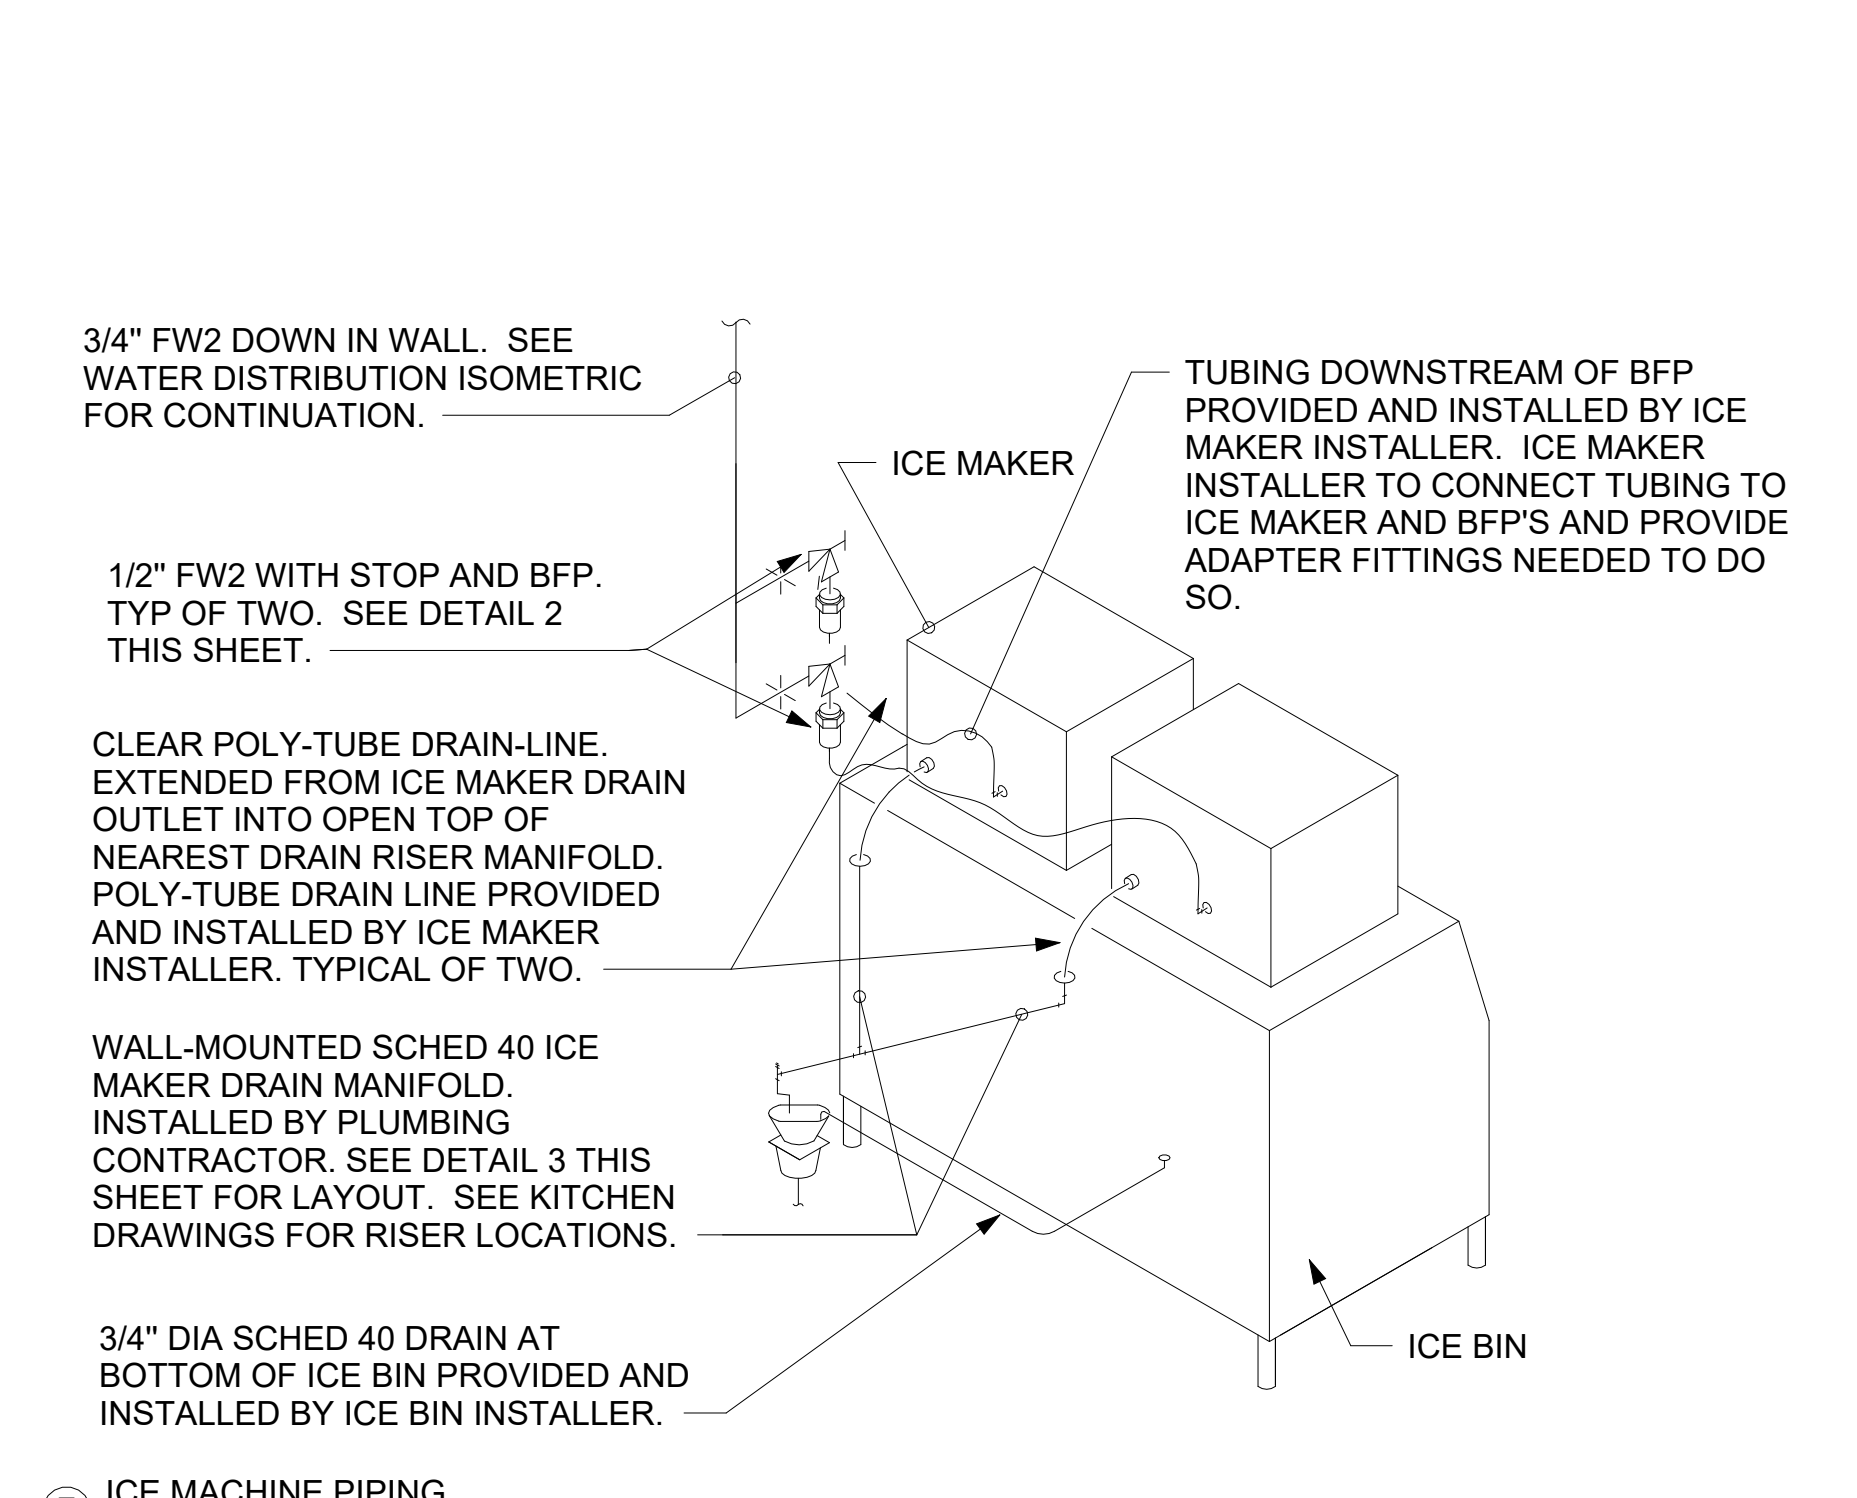 3/4" FW2 DOWN IN WALL.  SEE
WATER DISTRIBUTION ISOMETRIC
FOR CONTINUATION.
TUBING DOWNSTREAM OF BFP
PROVIDED AND INSTALLED BY ICE
MAKER INSTALLER.  ICE MAKER
INSTALLER TO CONNECT TUBING TO
ICE MAKER AND BFP'S AND PROVIDE
ADAPTER FITTINGS NEEDED TO DO
SO.
ICE MAKER
1/2" FW2 WITH STOP AND BFP.
TYP OF TWO.  SEE DETAIL 2
THIS SHEET.
CLEAR POLY-TUBE DRAIN-LINE.
EXTENDED FROM ICE MAKER DRAIN
OUTLET INTO OPEN TOP OF
NEAREST DRAIN RISER MANIFOLD.
POLY-TUBE DRAIN LINE PROVIDED
AND INSTALLED BY ICE MAKER
INSTALLER. TYPICAL OF TWO.
WALL-MOUNTED SCHED 40 ICE
MAKER DRAIN MANIFOLD.
INSTALLED BY PLUMBING
CONTRACTOR. SEE DETAIL 3 THIS
SHEET FOR LAYOUT.  SEE KITCHEN
DRAWINGS FOR RISER LOCATIONS.
3/4" DIA SCHED 40 DRAIN AT
BOTTOM OF ICE BIN PROVIDED AND
INSTALLED BY ICE BIN INSTALLER.
ICE BIN
ICE MACHINE PIPING